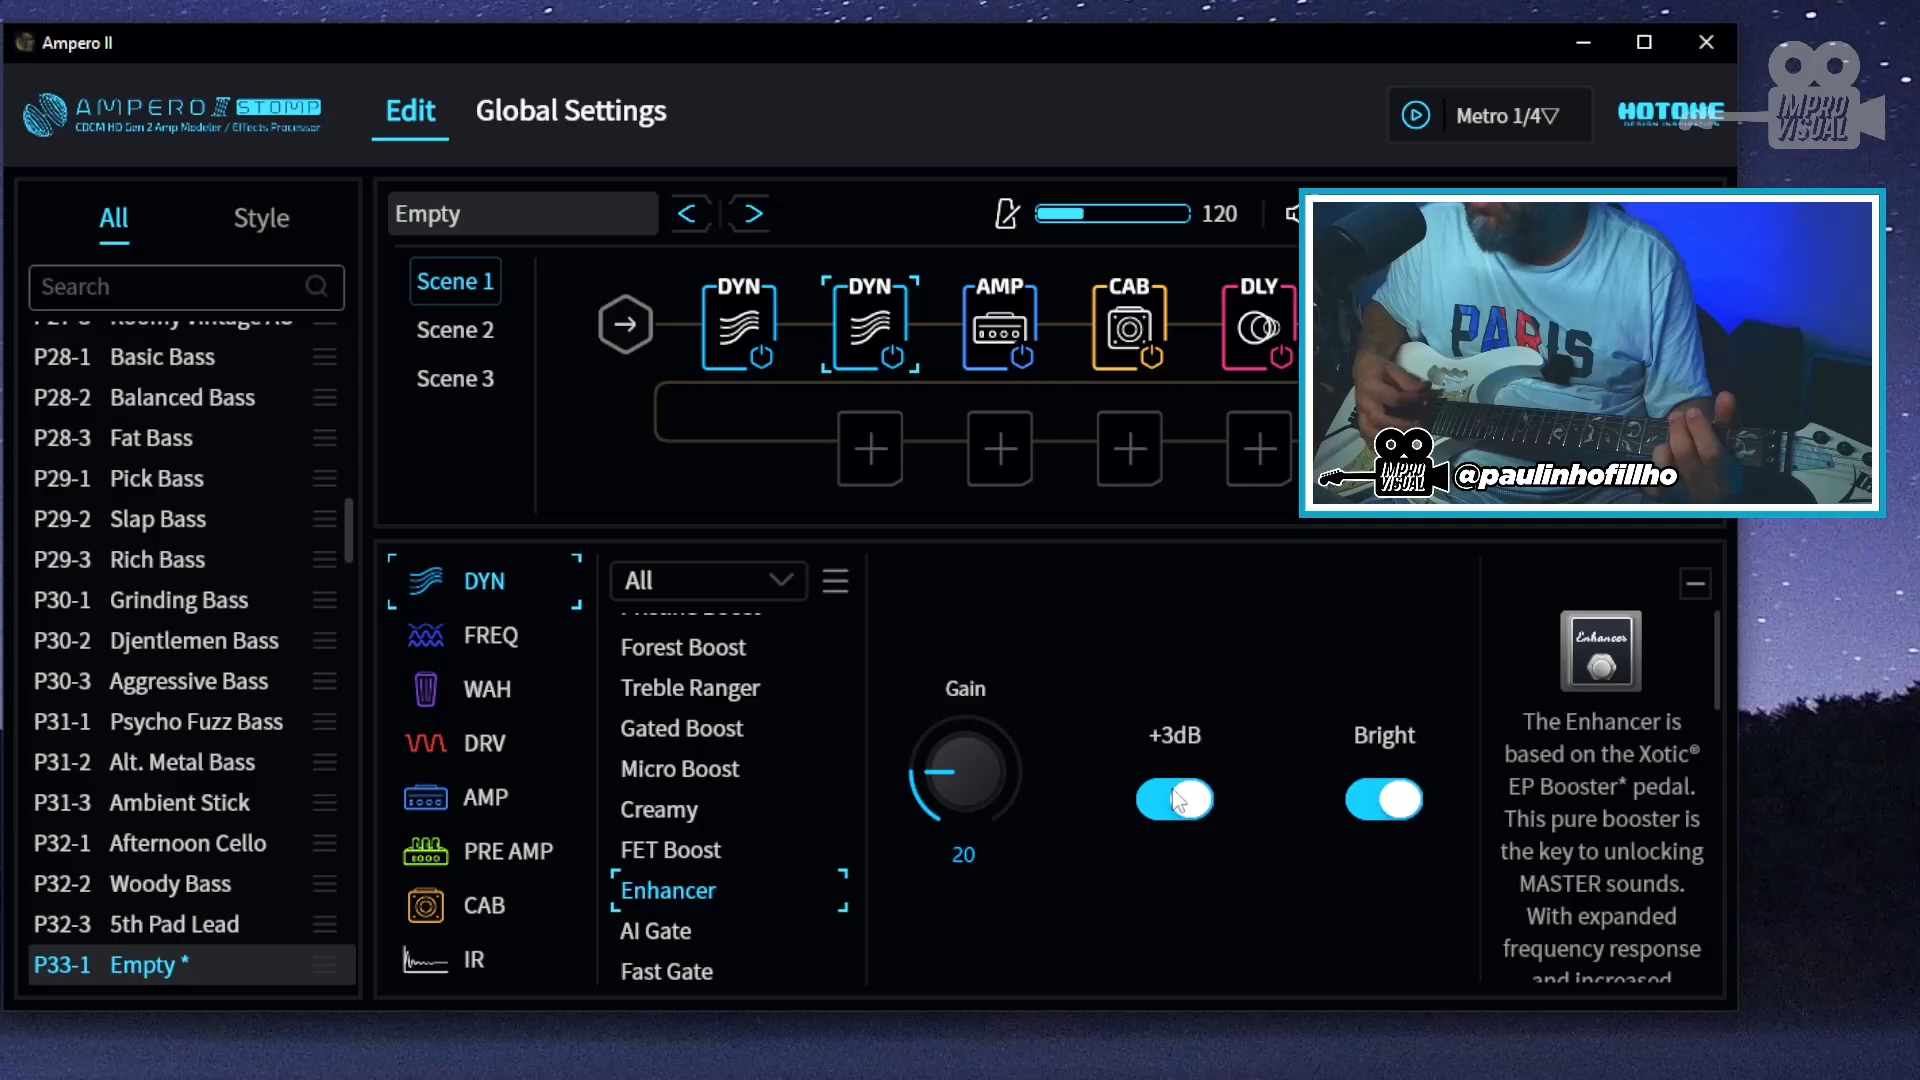 Ampero II
AMPERO II STOMP
CDCM HD Gen 2 Amp Modeler / Effects Processor
Edit
Global Settings
Metro 1/4▽
HOTONE
DESIGN INSPIRATION
IMPRO
VISUAL
All
Style
Search
P28-1 Basic Bass
P28-2 Balanced Bass
P28-3 Fat Bass
P29-1 Pick Bass
P29-2 Slap Bass
P29-3 Rich Bass
P30-1 Grinding Bass
P30-2 Djentlemen Bass
P30-3 Aggressive Bass
P31-1 Psycho Fuzz Bass
P31-2 Alt. Metal Bass
P31-3 Ambient Stick
P32-1 Afternoon Cello
P32-2 Woody Bass
P32-3 5th Pad Lead
P33-1 Empty *
Empty
< >
120
Scene 1
Scene 2
Scene 3
DYN
DYN
AMP
CAB
DLY
PARIS
IMPRO
VISUAL
@paulinhofillho
DYN
FREQ
WAH
DRV
AMP
PRE AMP
CAB
IR
All
Forest Boost
Treble Ranger
Gated Boost
Micro Boost
Creamy
FET Boost
Enhancer
AI Gate
Fast Gate
Gain
20
+3dB
Bright
Enhancer
The Enhancer is
based on the Xotic®
EP Booster* pedal.
This pure booster is
the key to unlocking
MASTER sounds.
With expanded
frequency response
and increased